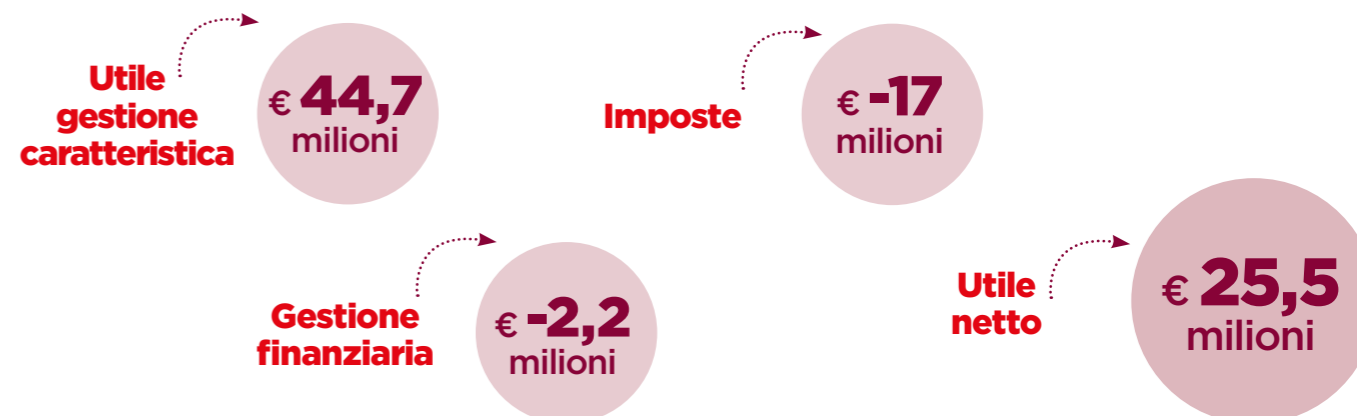 Utile
gestione
caratteristica
€ 44,7
milioni
Gestione
finanziaria
€ -2,2
milioni
Imposte
€ -17
milioni
Utile
netto
€ 25,5
milioni